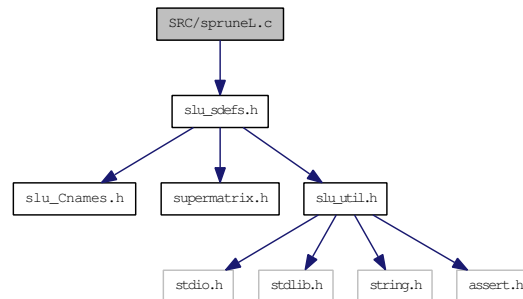 SRC/spruneL.c
slu_sdefs.h
slu_Cnames.h
supermatrix.h
slu_util.h
stdio.h
stdlib.h
string.h
assert.h